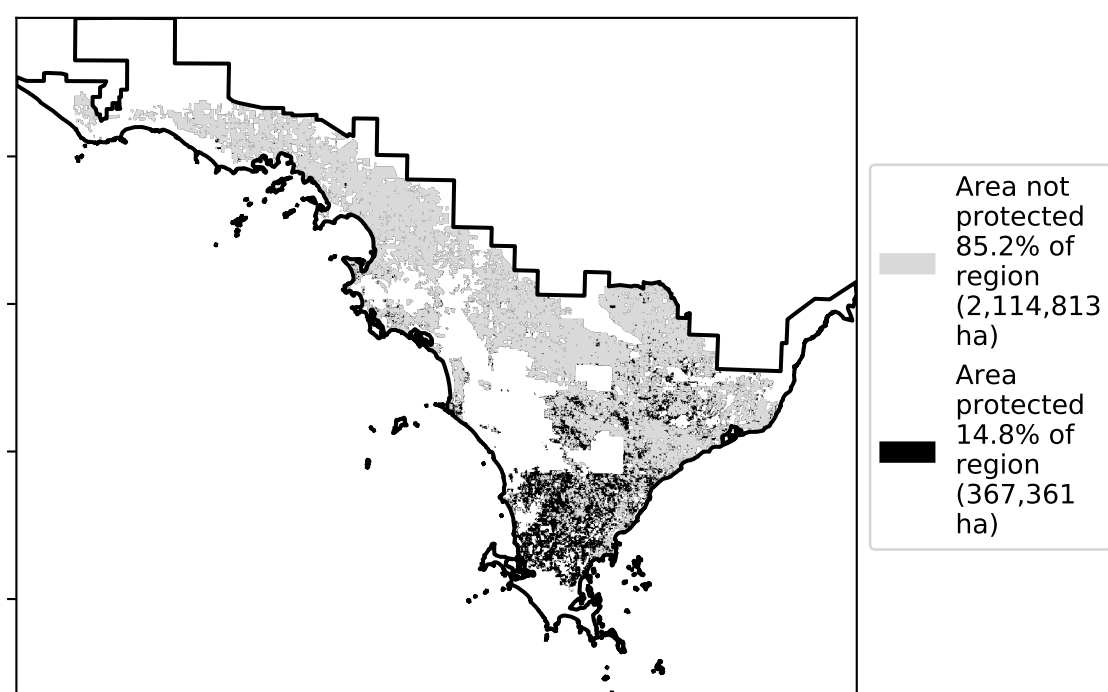 Area not
protected
85.2% of
region
(2,114,813
ha)
Area
protected
14.8% of
region
(367,361
ha)